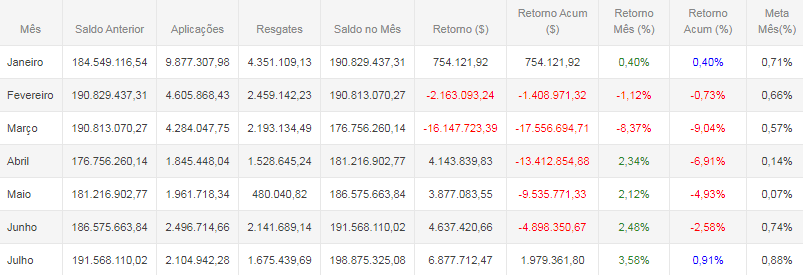 Mês Saldo Anterior Aplicações Resgates Saldo no Mês Retorno ($) Retorno Acum ($) Retorno Mês (%) Retorno Acum (%) Meta Mês(%)
Janeiro 184.549.116,54 9.877.307,98 4.351.109,13 190.829.437,31 754.121,92 754.121,92 0,40% 0,40% 0,71%
Fevereiro 190.829.437,31 4.605.868,43 2.459.142,23 190.813.070,27 -2.163.093,24 -1.408.971,32 -1,12% -0,73% 0,66%
Março 190.813.070,27 4.284.047,75 2.193.134,49 176.756.260,14 -16.147.723,39 -17.556.694,71 -8,37% -9,04% 0,57%
Abril 176.756.260,14 1.845.448,04 1.528.645,24 181.216.902,77 4.143.839,83 -13.412.854,88 2,34% -6,91% 0,14%
Maio 181.216.902,77 1.961.718,34 480.040,82 186.575.663,84 3.877.083,55 -9.535.771,33 2,12% -4,93% 0,07%
Junho 186.575.663,84 2.496.714,66 2.141.689,14 191.568.110,02 4.637.420,66 -4.898.350,67 2,48% -2,58% 0,74%
Julho 191.568.110,02 2.104.942,28 1.675.439,69 198.875.325,08 6.877.712,47 1.979.361,80 3,58% 0,91% 0,88%